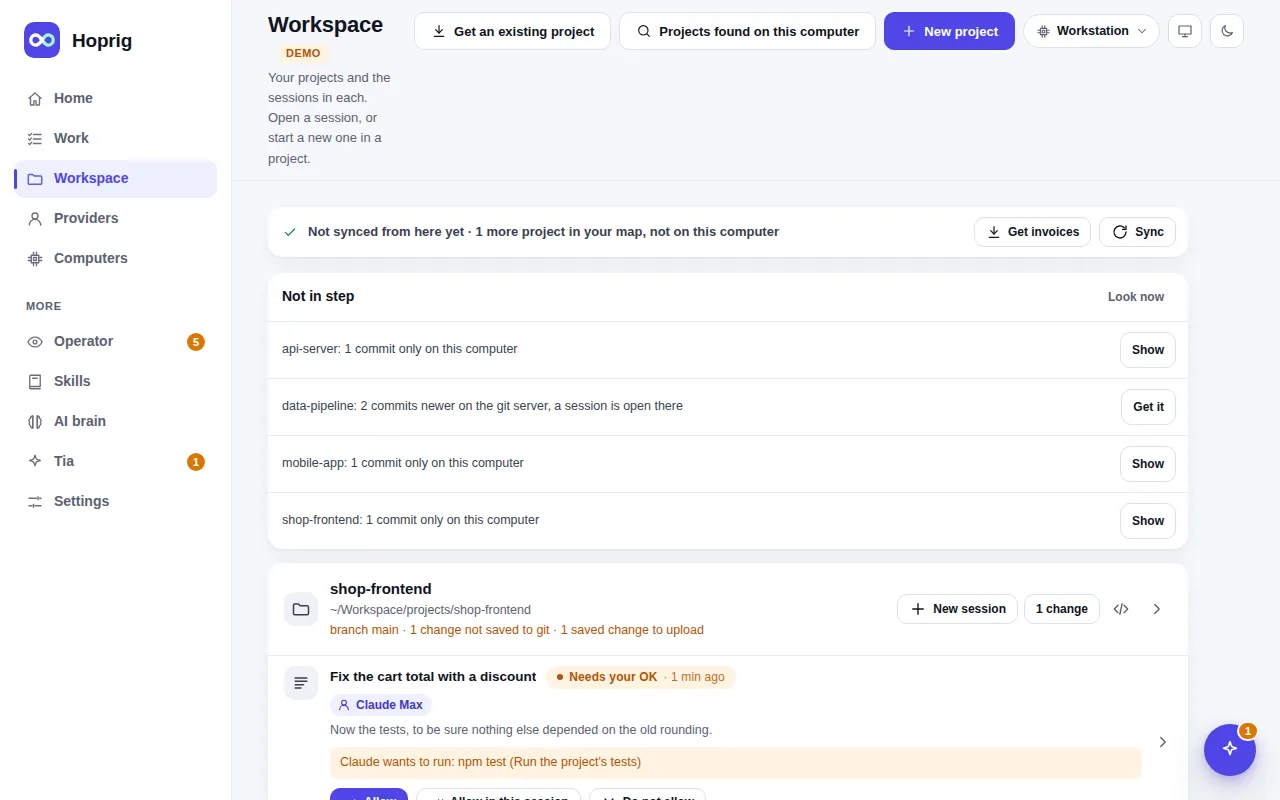 Hoprig
Home
Work
Workspace
Providers
Computers
MORE
Operator 5
Skills
AI brain
Tia 1
Settings
Workspace
DEMO
Your projects and the
sessions in each.
Open a session, or
start a new one in a
project.
Get an existing project
Projects found on this computer
New project
Workstation
Not synced from here yet · 1 more project in your map, not on this computer
Get invoices
Sync
Not in step
Look now
api-server: 1 commit only on this computer
Show
data-pipeline: 2 commits newer on the git server, a session is open there
Get it
mobile-app: 1 commit only on this computer
Show
shop-frontend: 1 commit only on this computer
Show
shop-frontend
~/Workspace/projects/shop-frontend
branch main · 1 change not saved to git · 1 saved change to upload
New session
1 change
Fix the cart total with a discount
Needs your OK · 1 min ago
Claude Max
Now the tests, to be sure nothing else depended on the old rounding.
Claude wants to run: npm test (Run the project's tests)
Allow
Allow in this session
Do not allow
1